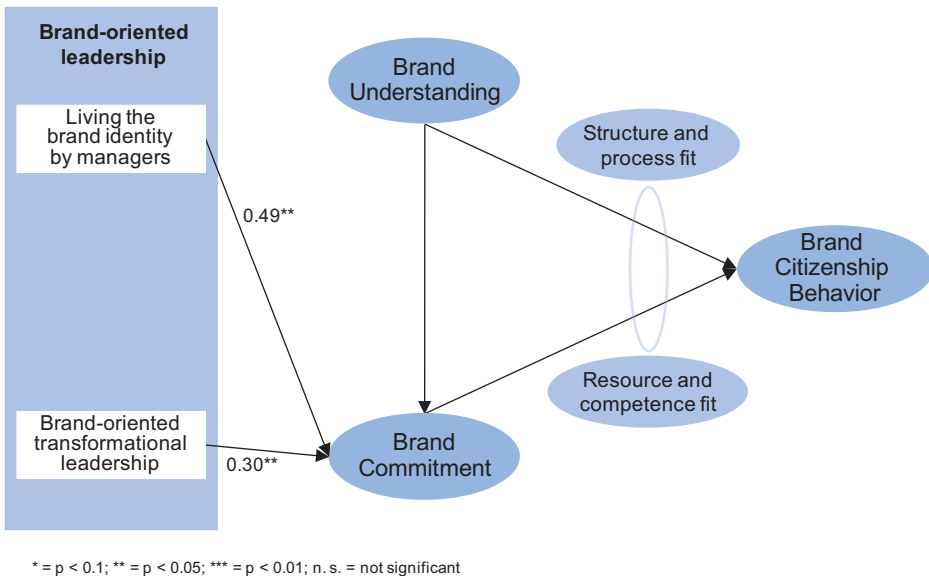 Brand-oriented
leadership
Living the
brand identity
by managers
Brand
Understanding
Structure and
process fit
0.49**
Brand
Citizenship
Behavior
Resource and
competence fit
Brand-oriented
transformational
leadership
0.30**
Brand
Commitment
* = p < 0.1; ** = p < 0.05; *** = p < 0.01; n. s. = not significant